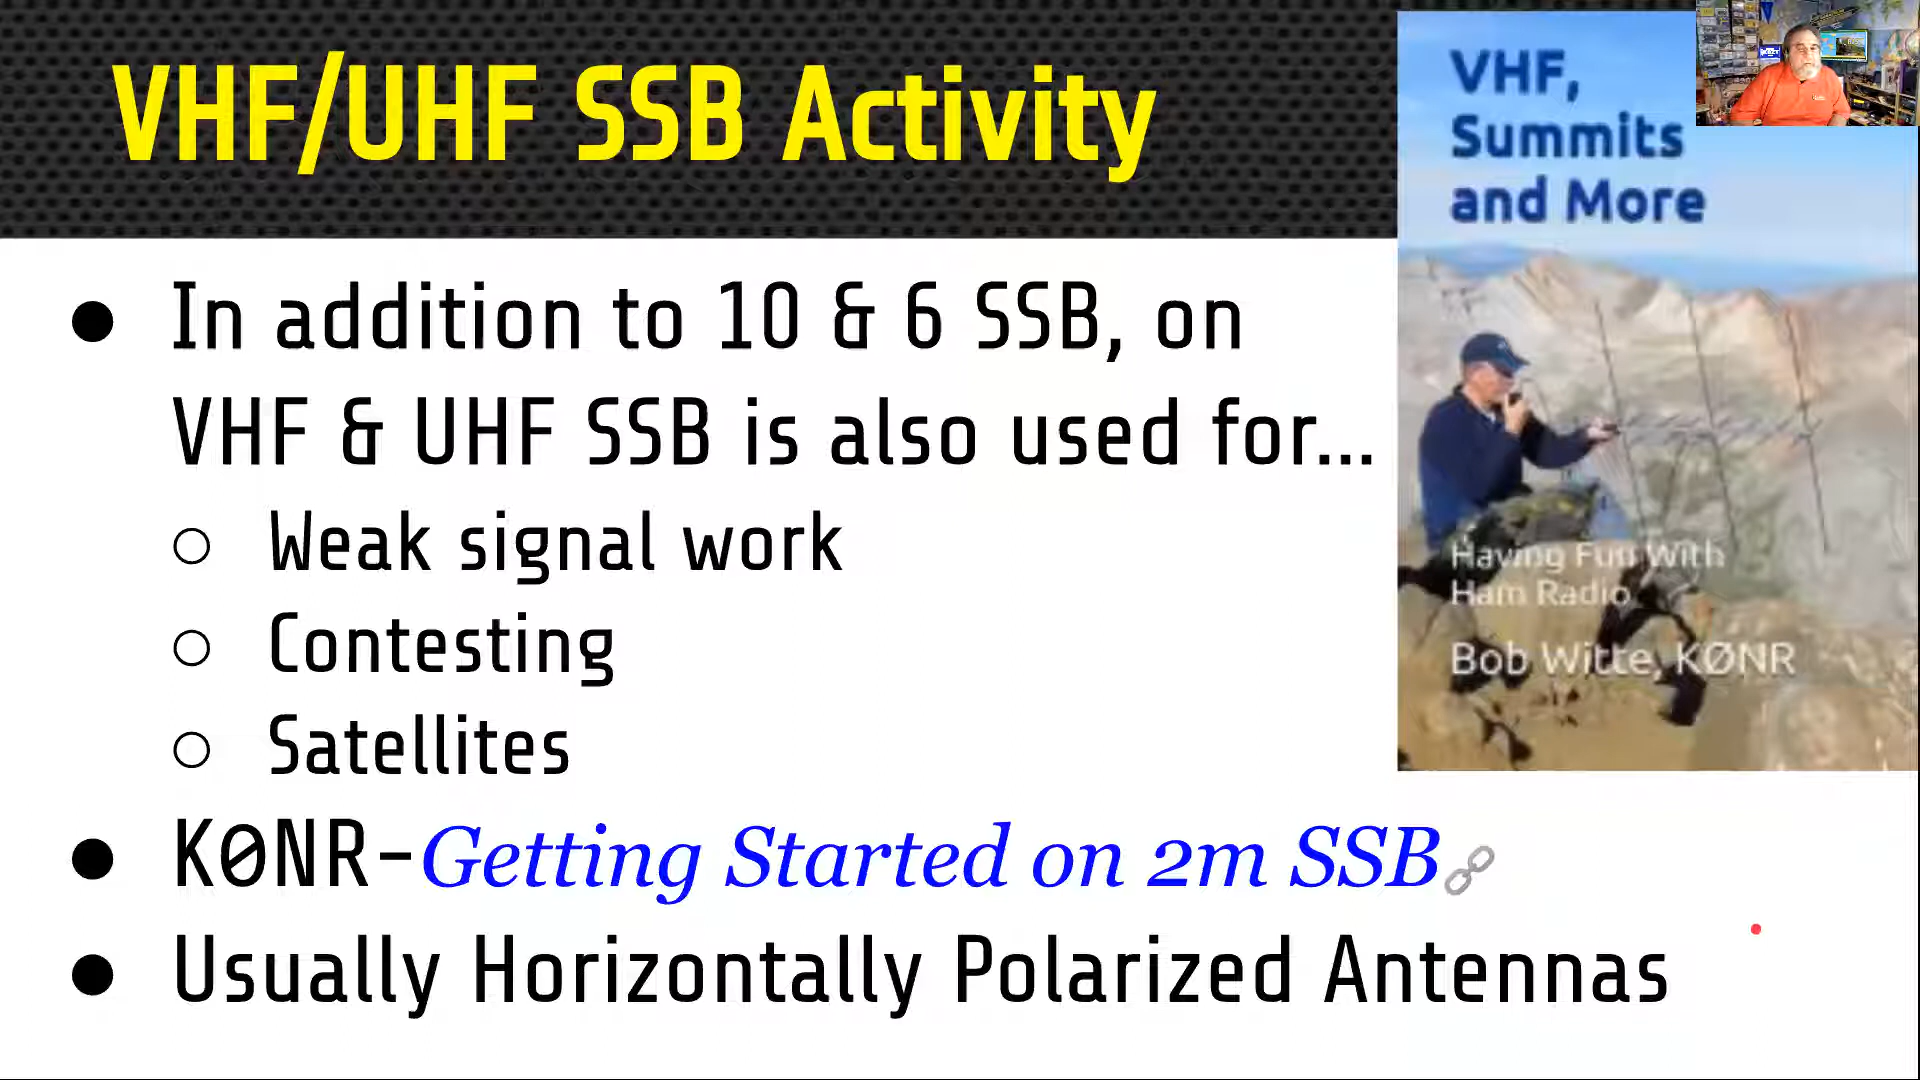 VHF/UHF SSB Activity
VHF,
Summits
and More
● In addition to 10 & 6 SSB, on
VHF & UHF SSB is also used for...
○ Weak signal work
○ Contesting
○ Satellites
Having Fun With
Ham Radio
Bob Witte, KØNR
● KØNR-Getting Started on 2m SSB
● Usually Horizontally Polarized Antennas